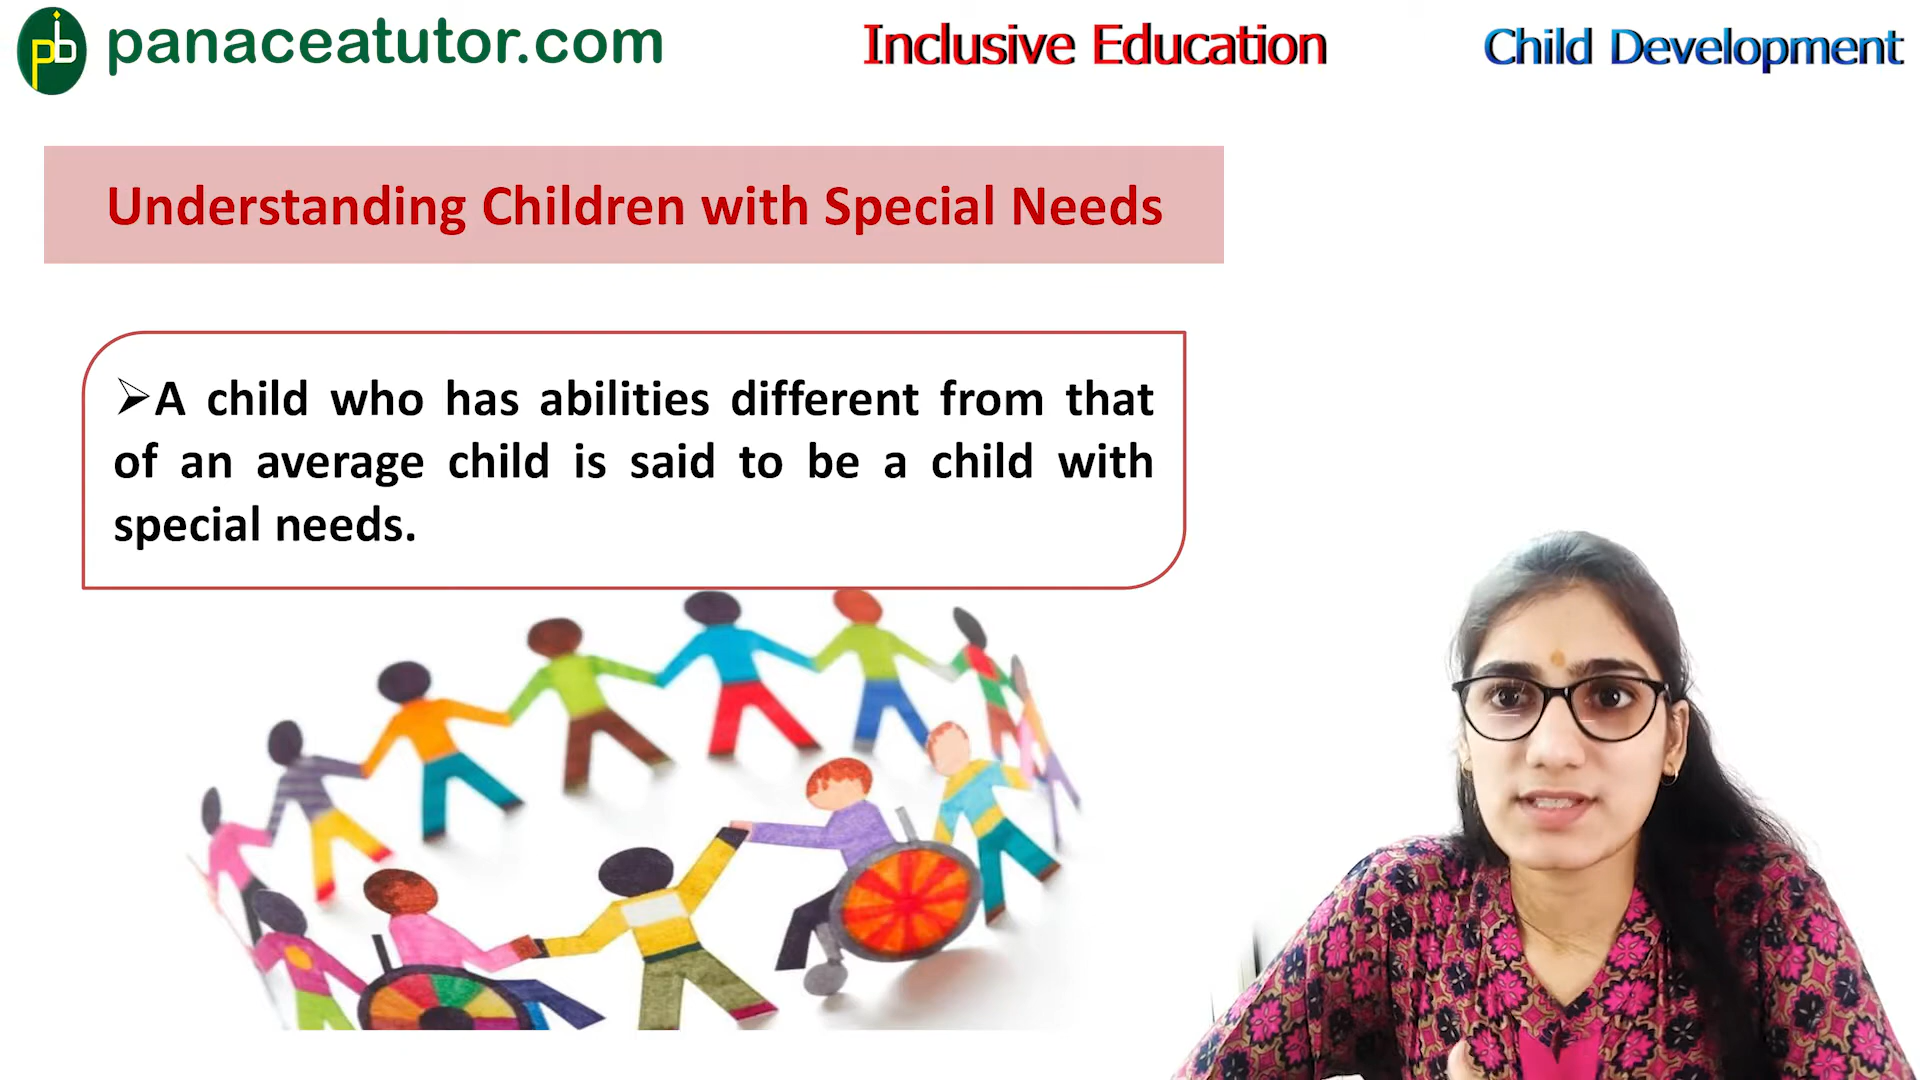 pib panaceatutor.com
Inclusive Education
Child Development
Understanding Children with Special Needs
➢A child who has abilities different from that
of an average child is said to be a child with
special needs.